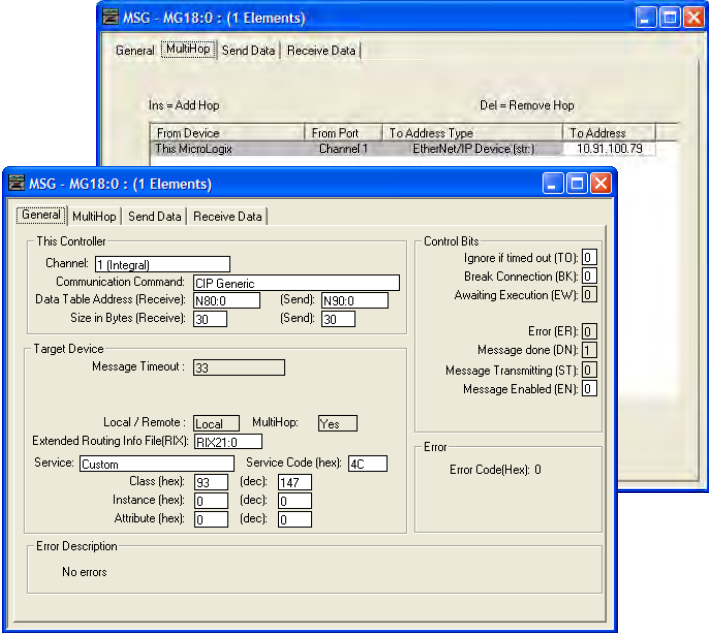 MSG - MG18:0 : (1 Elements)
General MultiHop Send Data Receive Data
Ins = Add Hop Del = Remove Hop
From Device From Port To Address Type To Address
This MicroLogix Channel 1 EtherNet/IP Device (str:) 10.91.100.79
MSG - MG18:0 : (1 Elements)
General MultiHop Send Data Receive Data
This Controller
Channel: 1 (Integral)
Communication Command: CIP Generic
Data Table Address (Receive): N80:0 (Send): N90:0
Size in Bytes (Receive): 30 (Send): 30
Target Device
Message Timeout : 33
Local / Remote : Local MultiHop: Yes
Extended Routing Info File(RIX): RIX21:0
Service: Custom Service Code (hex): 4C
Class (hex): 93 (dec): 147
Instance (hex): 0 (dec): 0
Attribute (hex): 0 (dec): 0
Control Bits
Ignore if timed out (TO): 0
Break Connection (BK): 0
Awaiting Execution (EW): 0
Error (ER): 0
Message done (DN): 1
Message Transmitting (ST): 0
Message Enabled (EN): 0
Error
Error Code(Hex): 0
Error Description
No errors